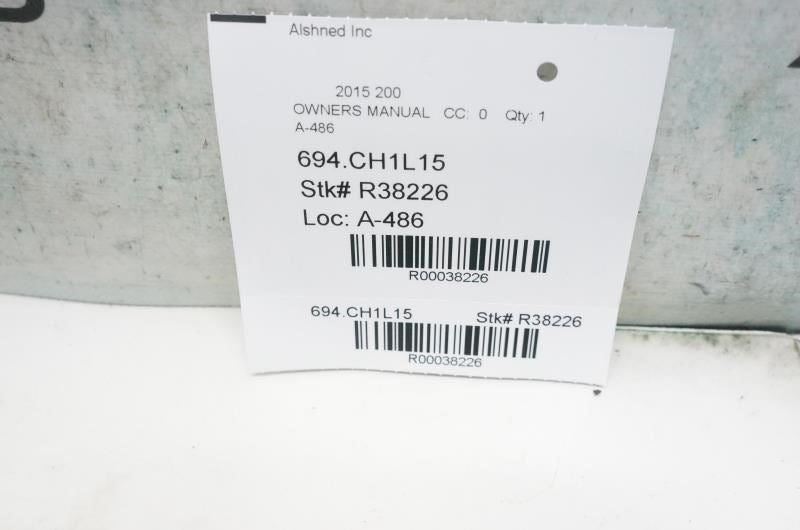 Alshned Inc
2015 200
OWNERS MANUAL CC: 0 Qty: 1
A-486
694.CH1L15
Stk# R38226
Loc: A-486
R00038226
694.CH1L15 Stk# R38226
R00038226